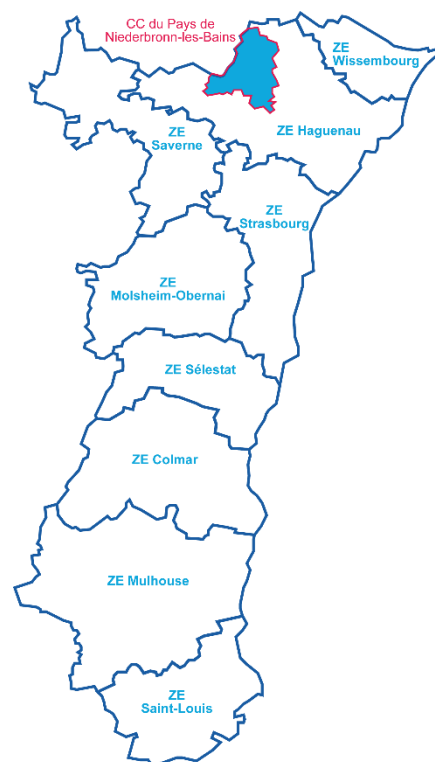 CC du Pays de
Niederbronn-les-Bains
ZE
Wissembourg
ZE Haguenau
ZE
Saverne
ZE
Strasbourg
ZE
Molsheim-Obernai
ZE Sélestat
ZE Colmar
ZE Mulhouse
ZE
Saint-Louis